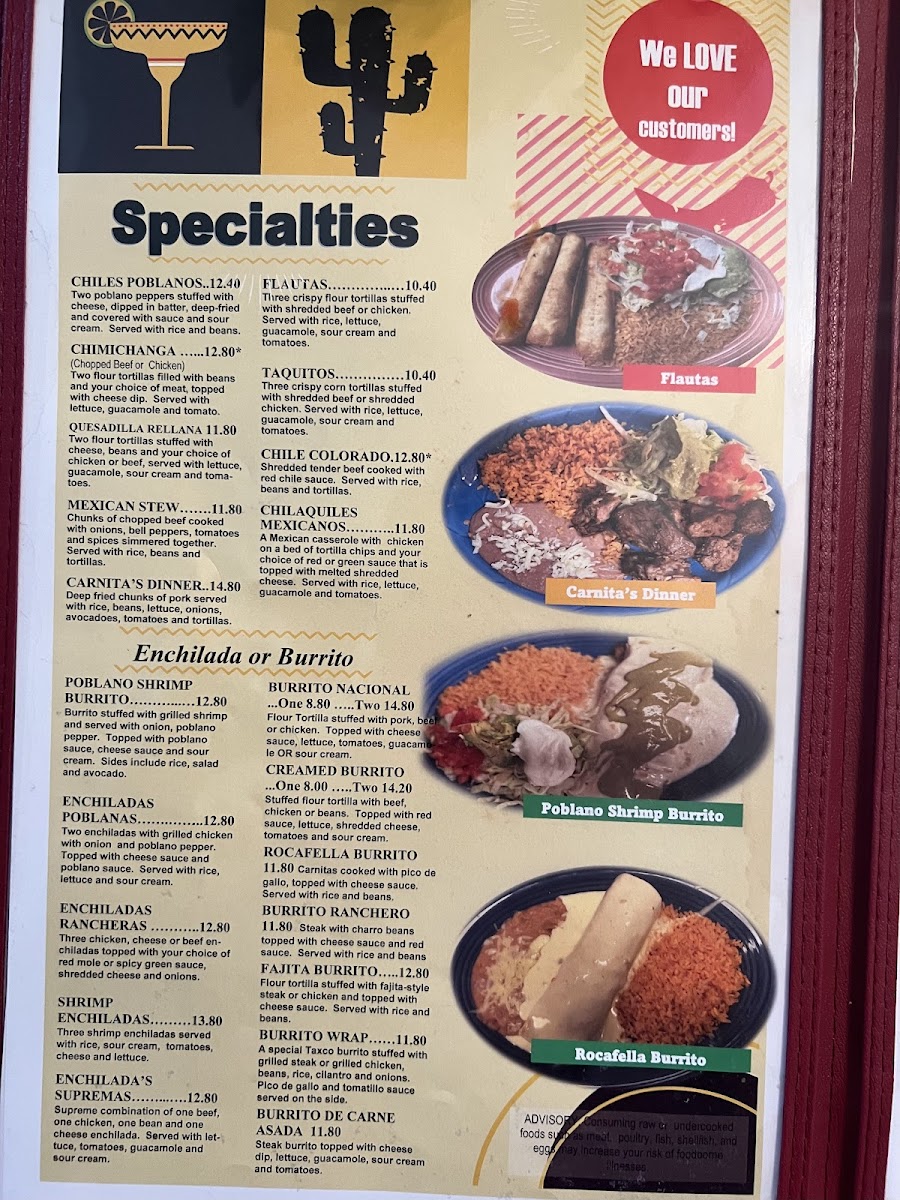 We LOVE
our
customers!
Specialties
CHILES POBLANOS..12.40
Two poblano peppers stuffed with
cheese, dipped in batter, deep-fried
and covered with sauce and sour
cream. Served with rice and beans.
CHIMICHANGA …...12.80*
(Chopped Beef or Chicken)
Two flour tortillas filled with beans
and your choice of meat, topped
with cheese dip. Served with
lettuce, guacamole and tomato.
QUESADILLA RELLANA 11.80
Two flour tortillas stuffed with
cheese, beans and your choice of
chicken or beef, served with lettuce,
guacamole, sour cream and toma-
toes.
MEXICAN STEW…….11.80
Chunks of chopped beef cooked
with onions, bell peppers, tomatoes
and spices simmered together.
Served with rice, beans and
tortillas.
CARNITA'S DINNER..14.80
Deep fried chunks of pork served
with rice, beans, lettuce, onions,
avocadoes, tomatoes and tortillas.
FLAUTAS…………..…10.40
Three crispy flour tortillas stuffed
with shredded beef or chicken.
Served with rice, lettuce,
guacamole, sour cream and
tomatoes.
TAQUITOS……………10.40
Three crispy corn tortillas stuffed
with shredded beef or shredded
chicken. Served with rice, lettuce,
guacamole, sour cream and
tomatoes.
CHILE COLORADO.12.80*
Shredded tender beef cooked with
red chile sauce. Served with rice,
beans and tortillas.
CHILAQUILES
MEXICANOS………..11.80
A Mexican casserole with chicken
on a bed of tortilla chips and your
choice of red or green sauce that is
topped with melted shredded
cheese. Served with rice, lettuce,
guacamole and tomatoes.
Flautas
Carnita's Dinner
Enchilada or Burrito
POBLANO SHRIMP
BURRITO………..…12.80
Burrito stuffed with grilled shrimp
and served with onion, poblano
pepper. Topped with poblano
sauce, cheese sauce and sour
cream. Sides include rice, salad
and avocado.
ENCHILADAS
POBLANAS…………..12.80
Two enchiladas with grilled chicken
with onion and poblano pepper.
Topped with cheese sauce and
poblano sauce. Served with rice,
lettuce and sour cream.
ENCHILADAS
RANCHERAS ………..12.80
Three chicken, cheese or beef en-
chiladas topped with your choice of
red mole or spicy green sauce,
shredded cheese and onions.
SHRIMP
ENCHILADAS………13.80
Three shrimp enchiladas served
with rice, sour cream, tomatoes,
cheese and lettuce.
ENCHILADA'S
SUPREMAS……...….12.80
Supreme combination of one beef,
one chicken, one bean and one
cheese enchilada. Served with let-
tuce, tomatoes, guacamole and
sour cream.
BURRITO NACIONAL
...One 8.80 …..Two 14.80
Flour Tortilla stuffed with pork, beef
or chicken. Topped with cheese
sauce, lettuce, tomatoes, guacamo
le OR sour cream.
CREAMED BURRITO
...One 8.00 …..Two 14.20
Stuffed flour tortilla with beef,
chicken or beans. Topped with red
sauce, lettuce, shredded cheese,
tomatoes and sour cream.
ROCAFELLA BURRITO
11.80 Carnitas cooked with pico de
gallo, topped with cheese sauce.
Served with rice and beans.
BURRITO RANCHERO
11.80 Steak with charro beans
topped with cheese sauce and red
sauce. Served with rice and beans
FAJITA BURRITO…..12.80
Flour tortilla stuffed with fajita-style
steak or chicken and topped with
cheese sauce. Served with rice and
beans.
BURRITO WRAP……11.80
A special Taxco burrito stuffed with
grilled steak or grilled chicken,
beans, rice, cilantro and onions.
Pico de gallo and tomatillo sauce
served on the side.
BURRITO DE CARNE
ASADA 11.80
Steak burrito topped with cheese
dip, lettuce, guacamole, sour cream
and tomatoes.
Poblano Shrimp Burrito
Rocafella Burrito
ADVISORY: Consuming raw or undercooked
foods such as meat, poultry, fish, shellfish, and
eggs may increase your risk of foodborne
illnesses